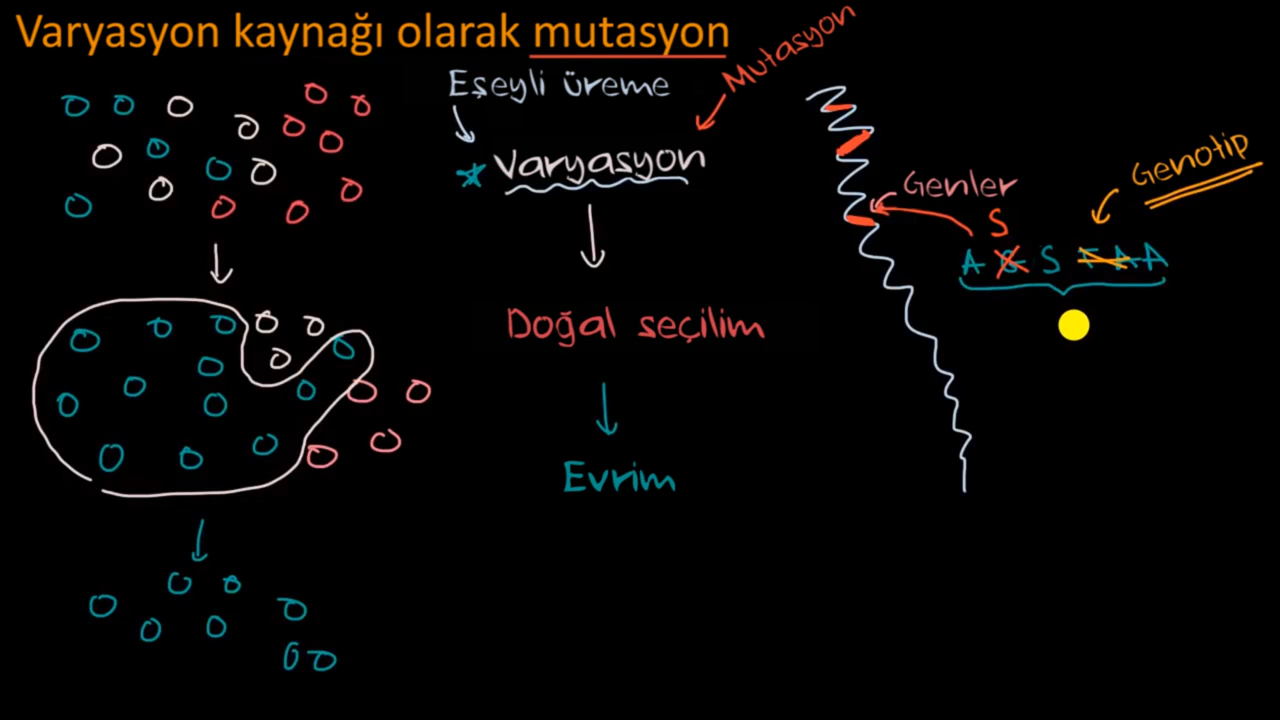 Varyasyon kaynağı olarak mutasyon
Eşeyli üreme
Mutasyon
Varyasyon
Genler
Genotip
S
A G S T A A
Doğal seçilim
Evrim